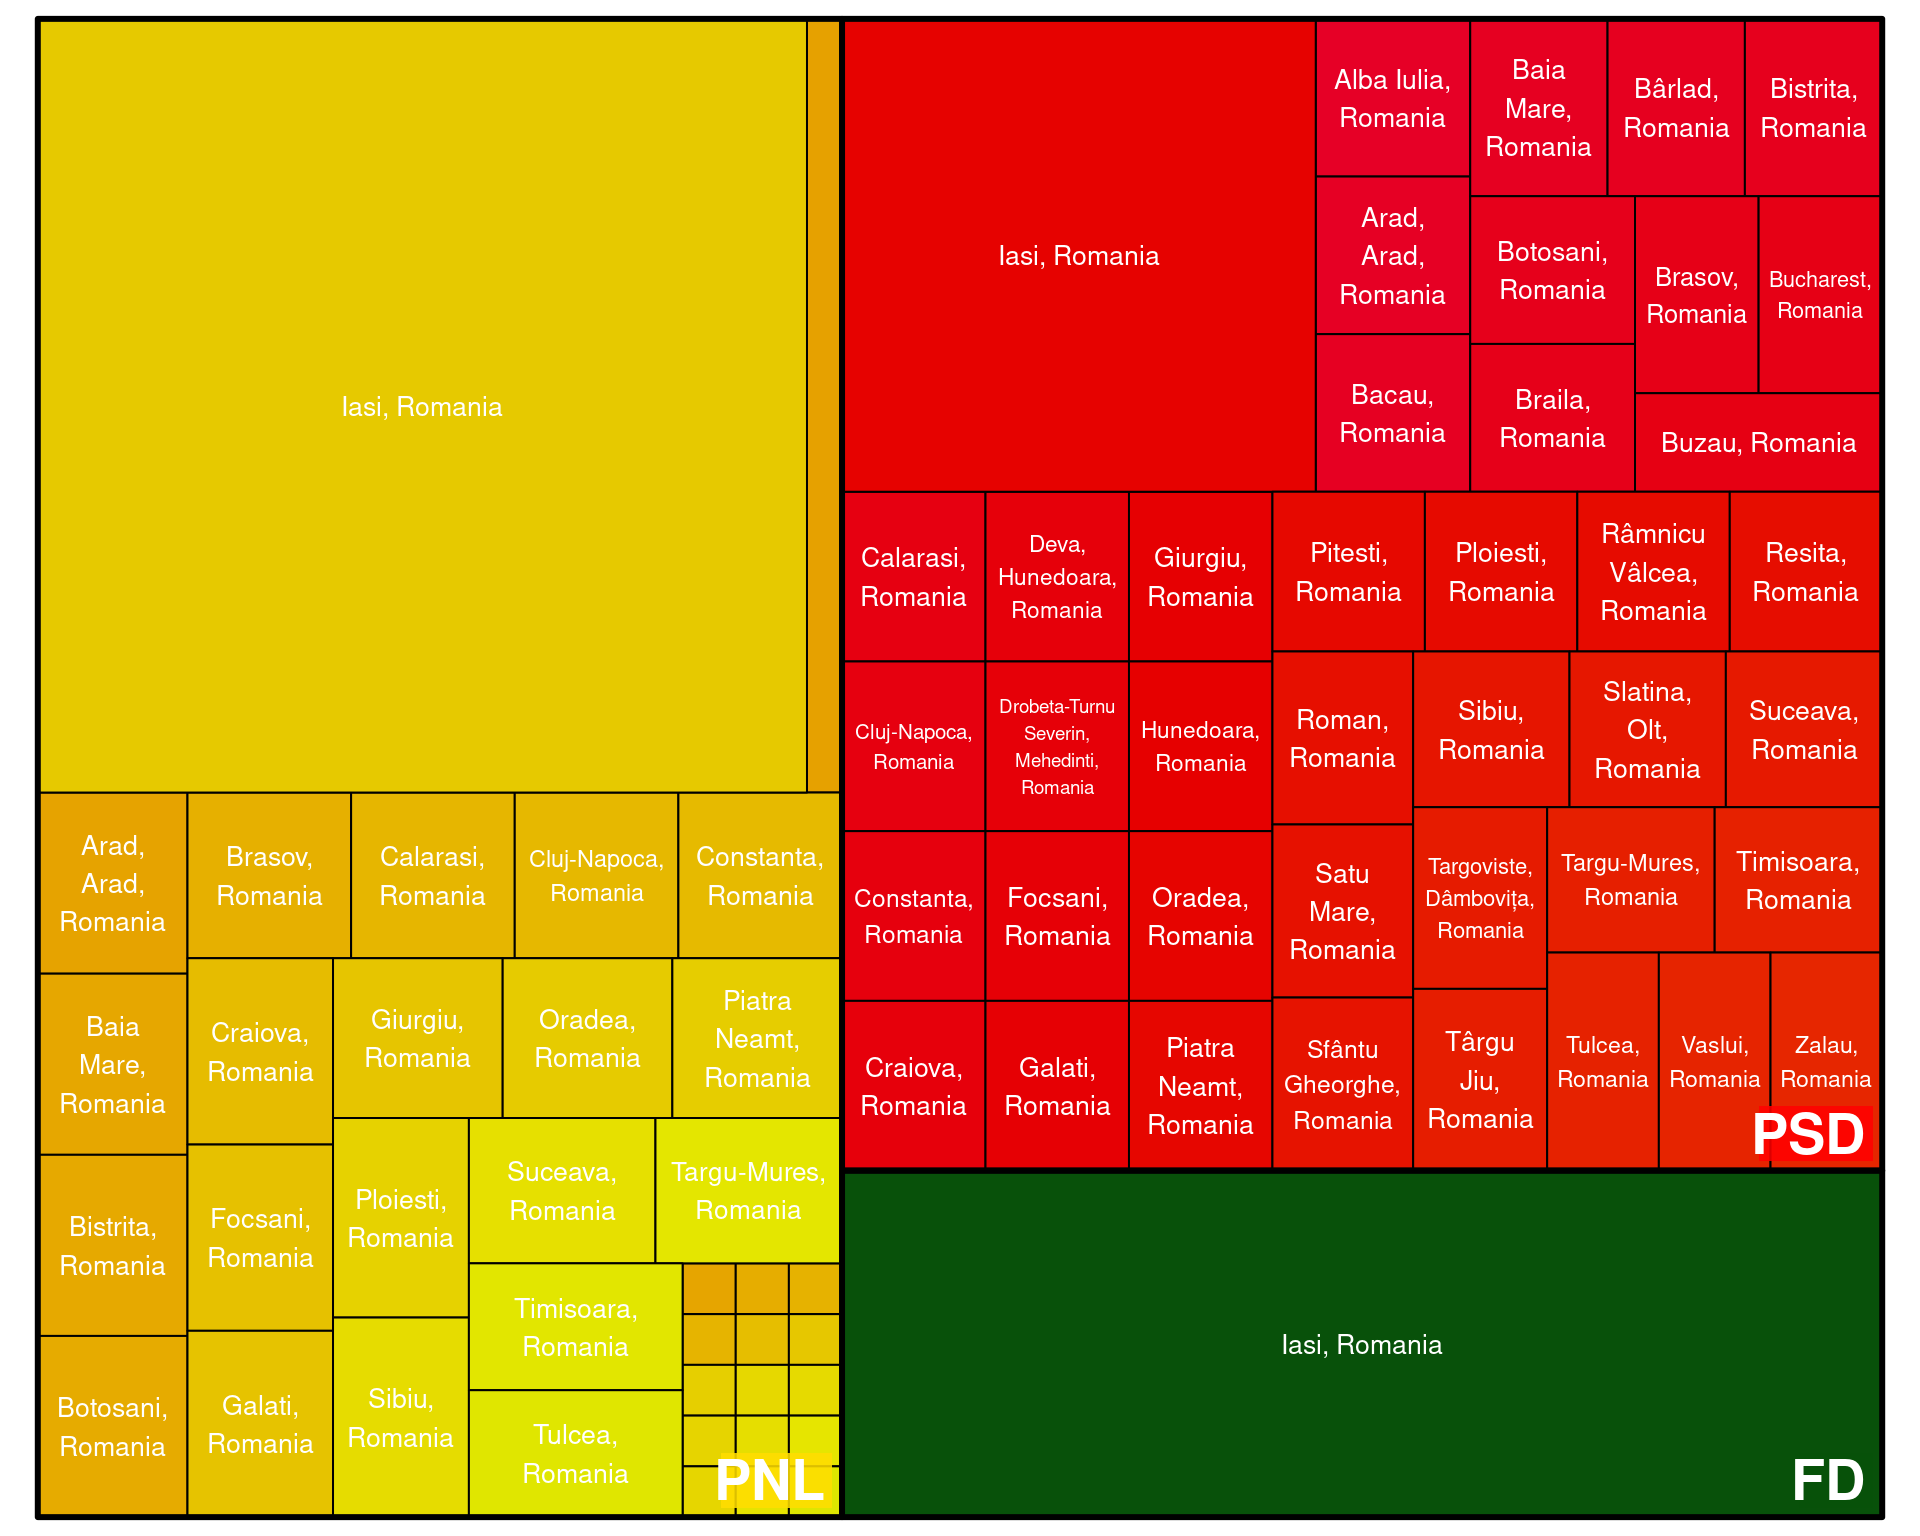 Iasi, Romania
Arad,
Arad,
Romania
Baia
Mare,
Romania
Bistrita,
Romania
Botosani,
Romania
Brasov,
Romania
Calarasi,
Romania
Cluj-Napoca,
Romania
Constanta,
Romania
Craiova,
Romania
Focsani,
Romania
Galati,
Romania
Giurgiu,
Romania
Oradea,
Romania
Piatra
Neamt,
Romania
Ploiesti,
Romania
Sibiu,
Romania
Suceava,
Romania
Targu-Mures,
Romania
Timisoara,
Romania
Tulcea,
Romania
PNL
Iasi, Romania
Alba Iulia,
Romania
Arad,
Arad,
Romania
Bacau,
Romania
Baia
Mare,
Romania
Bârlad,
Romania
Bistrita,
Romania
Botosani,
Romania
Braila,
Romania
Brasov,
Romania
Bucharest,
Romania
Buzau, Romania
Calarasi,
Romania
Cluj-Napoca,
Romania
Constanta,
Romania
Craiova,
Romania
Deva,
Hunedoara,
Romania
Drobeta-Turnu
Severin,
Mehedinti,
Romania
Focsani,
Romania
Galati,
Romania
Giurgiu,
Romania
Hunedoara,
Romania
Oradea,
Romania
Piatra
Neamt,
Romania
Pitesti,
Romania
Ploiesti,
Romania
Râmnicu
Vâlcea,
Romania
Resita,
Romania
Roman,
Romania
Satu
Mare,
Romania
Sfântu
Gheorghe,
Romania
Sibiu,
Romania
Slatina,
Olt,
Romania
Suceava,
Romania
Targoviste,
Dâmbovița,
Romania
Târgu
Jiu,
Romania
Targu-Mures,
Romania
Timisoara,
Romania
Tulcea,
Romania
Vaslui,
Romania
Zalau,
Romania
PSD
Iasi, Romania
FD